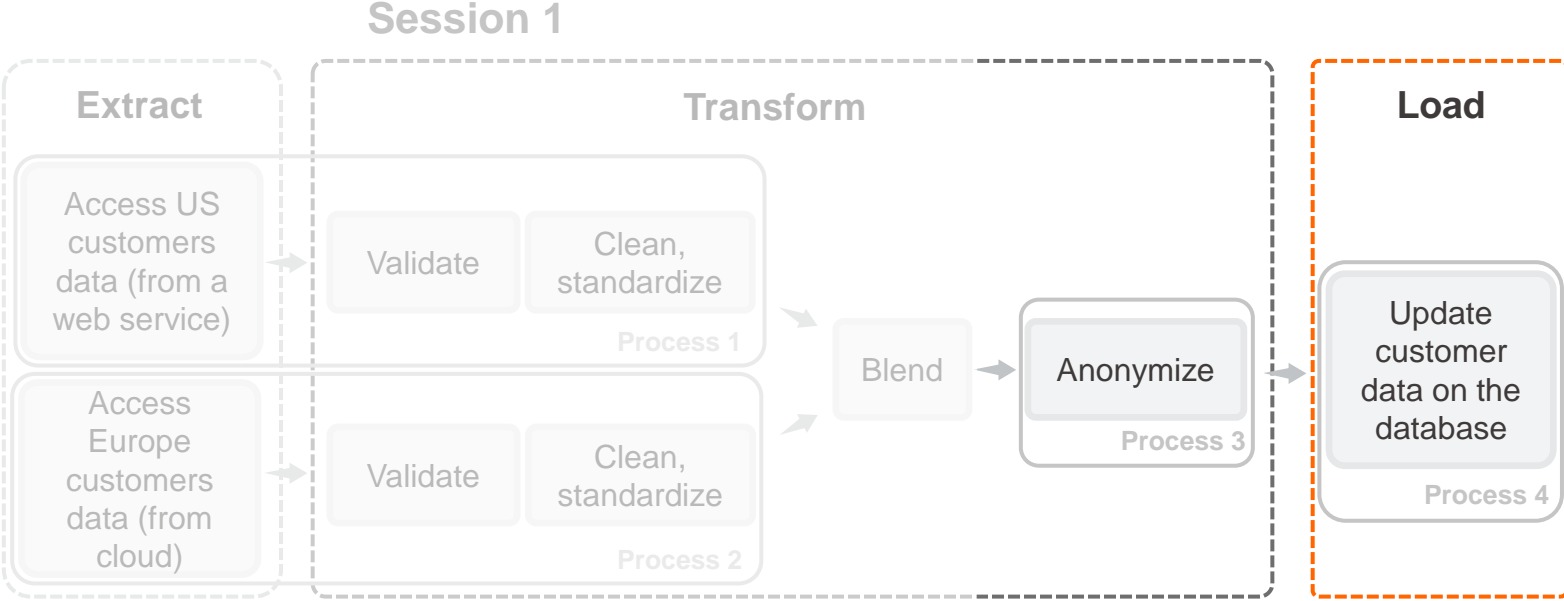 Session 1
Extract
Transform
Load
Access US
customers
data (from a
web service)
Validate
Clean,
standardize
Process 1
Access
Europe
customers
data (from
cloud)
Validate
Clean,
standardize
Process 2
Blend
Anonymize
Process 3
Update
customer
data on the
database
Process 4